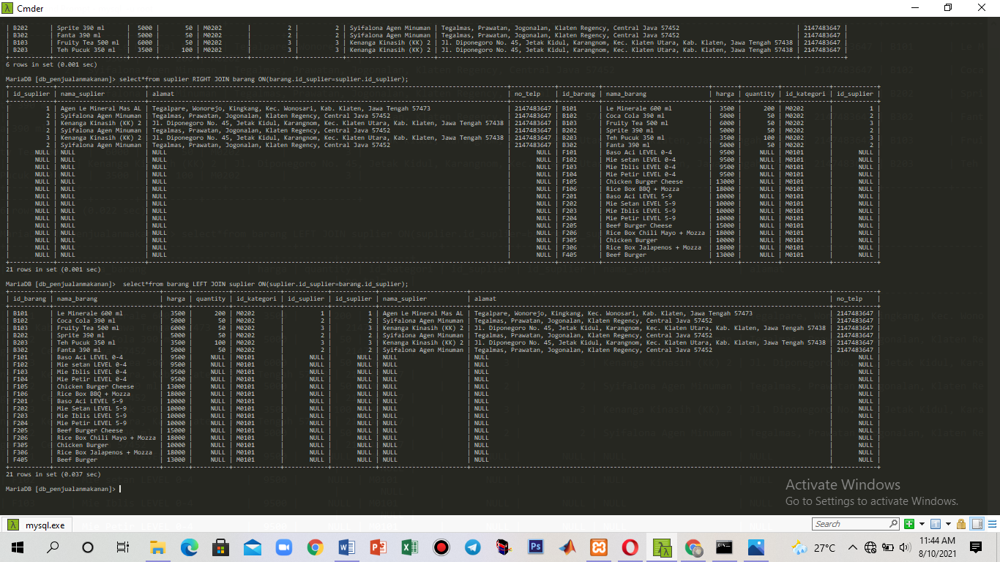 Cmder
| B202 | Sprite 390 ml | 5000 | 50 | M0202 | 2 | 2 | Syifalona Agen Minuman | Tegalmas, Prawatan, Jogonalan, Klaten Regency, Central Java 57452 | 2147483647 |
| B302 | Fanta 390 ml | 5000 | 50 | M0202 | 2 | 2 | Syifalona Agen Minuman | Tegalmas, Prawatan, Jogonalan, Klaten Regency, Central Java 57452 | 2147483647 |
| B103 | Fruity Tea 500 ml | 6000 | 50 | M0202 | 3 | 3 | Kenanga Kinasih (KK) 2 | Jl. Diponegoro No. 45, Jetak Kidul, Karangnom, Kec. Klaten Utara, Kab. Klaten, Jawa Tengah 57438 | 2147483647 |
| B203 | Teh Pucuk 350 ml | 3500 | 100 | M0202 | 3 | 3 | Kenanga Kinasih (KK) 2 | Jl. Diponegoro No. 45, Jetak Kidul, Karangnom, Kec. Klaten Utara, Kab. Klaten, Jawa Tengah 57438 | 2147483647 |
6 rows in set (0.001 sec)
MariaDB [db_penjualanmakanan]> select*from suplier RIGHT JOIN barang ON(barang.id_suplier=suplier.id_suplier);
| id_suplier | nama_suplier | alamat | no_telp | id_barang | nama_barang | harga | quantity | id_kategori | id_suplier |
| 1 | Agen Le Mineral Mas AL | Tegalpare, Wonorejo, Kingkang, Kec. Wonosari, Kab. Klaten, Jawa Tengah 57473 | 2147483647 | B101 | Le Minerale 600 ml | 3500 | 200 | M0202 | 1 |
| 2 | Syifalona Agen Minuman | Tegalmas, Prawatan, Jogonalan, Klaten Regency, Central Java 57452 | 2147483647 | B102 | Coca Cola 390 ml | 5000 | 50 | M0202 | 2 |
| 3 | Kenanga Kinasih (KK) 2 | Jl. Diponegoro No. 45, Jetak Kidul, Karangnom, Kec. Klaten Utara, Kab. Klaten, Jawa Tengah 57438 | 2147483647 | B103 | Fruity Tea 500 ml | 6000 | 50 | M0202 | 3 |
| 2 | Syifalona Agen Minuman | Tegalmas, Prawatan, Jogonalan, Klaten Regency, Central Java 57452 | 2147483647 | B202 | Sprite 390 ml | 5000 | 50 | M0202 | 2 |
| 3 | Kenanga Kinasih (KK) 2 | Jl. Diponegoro No. 45, Jetak Kidul, Karangnom, Kec. Klaten Utara, Kab. Klaten, Jawa Tengah 57438 | 2147483647 | B203 | Teh Pucuk 350 ml | 3500 | 100 | M0202 | 3 |
| 2 | Syifalona Agen Minuman | Tegalmas, Prawatan, Jogonalan, Klaten Regency, Central Java 57452 | 2147483647 | B302 | Fanta 390 ml | 5000 | 50 | M0202 | 2 |
| NULL | NULL | NULL | NULL | F101 | Baso Aci LEVEL 0-4 | 9500 | NULL | M0101 | NULL |
| NULL | NULL | NULL | NULL | F102 | Mie setan LEVEL 0-4 | 9500 | NULL | M0101 | NULL |
| NULL | NULL | NULL | NULL | F103 | Mie Iblis LEVEL 0-4 | 9500 | NULL | M0101 | NULL |
| NULL | NULL | NULL | NULL | F104 | Mie Petir LEVEL 0-4 | 9500 | NULL | M0101 | NULL |
| NULL | NULL | NULL | NULL | F105 | Chicken Burger Cheese | 13000 | NULL | M0101 | NULL |
| NULL | NULL | NULL | NULL | F106 | Rice Box BBQ + Mozza | 18000 | NULL | M0101 | NULL |
| NULL | NULL | NULL | NULL | F201 | Baso Aci LEVEL 5-9 | 10000 | NULL | M0101 | NULL |
| NULL | NULL | NULL | NULL | F202 | Mie Setan LEVEL 5-9 | 10000 | NULL | M0101 | NULL |
| NULL | NULL | NULL | NULL | F203 | Mie Iblis LEVEL 5-9 | 10000 | NULL | M0101 | NULL |
| NULL | NULL | NULL | NULL | F204 | Mie Petir LEVEL 5-9 | 10000 | NULL | M0101 | NULL |
| NULL | NULL | NULL | NULL | F205 | Beef Burger Cheese | 15000 | NULL | M0101 | NULL |
| NULL | NULL | NULL | NULL | F206 | Rice Box Chili Mayo + Mozza | 18000 | NULL | M0101 | NULL |
| NULL | NULL | NULL | NULL | F305 | Chicken Burger | 10000 | NULL | M0101 | NULL |
| NULL | NULL | NULL | NULL | F306 | Rice Box Jalapenos + Mozza | 18000 | NULL | M0101 | NULL |
| NULL | NULL | NULL | NULL | F405 | Beef Burger | 13000 | NULL | M0101 | NULL |
21 rows in set (0.001 sec)
MariaDB [db_penjualanmakanan]>  select*from barang LEFT JOIN suplier ON(suplier.id_suplier=barang.id_suplier);
| id_barang | nama_barang | harga | quantity | id_kategori | id_suplier | id_suplier | nama_suplier | alamat | no_telp |
| B101 | Le Minerale 600 ml | 3500 | 200 | M0202 | 1 | 1 | Agen Le Mineral Mas AL | Tegalpare, Wonorejo, Kingkang, Kec. Wonosari, Kab. Klaten, Jawa Tengah 57473 | 2147483647 |
| B102 | Coca Cola 390 ml | 5000 | 50 | M0202 | 2 | 2 | Syifalona Agen Minuman | Tegalmas, Prawatan, Jogonalan, Klaten Regency, Central Java 57452 | 2147483647 |
| B103 | Fruity Tea 500 ml | 6000 | 50 | M0202 | 3 | 3 | Kenanga Kinasih (KK) 2 | Jl. Diponegoro No. 45, Jetak Kidul, Karangnom, Kec. Klaten Utara, Kab. Klaten, Jawa Tengah 57438 | 2147483647 |
| B202 | Sprite 390 ml | 5000 | 50 | M0202 | 2 | 2 | Syifalona Agen Minuman | Tegalmas, Prawatan, Jogonalan, Klaten Regency, Central Java 57452 | 2147483647 |
| B203 | Teh Pucuk 350 ml | 3500 | 100 | M0202 | 3 | 3 | Kenanga Kinasih (KK) 2 | Jl. Diponegoro No. 45, Jetak Kidul, Karangnom, Kec. Klaten Utara, Kab. Klaten, Jawa Tengah 57438 | 2147483647 |
| B302 | Fanta 390 ml | 5000 | 50 | M0202 | 2 | 2 | Syifalona Agen Minuman | Tegalmas, Prawatan, Jogonalan, Klaten Regency, Central Java 57452 | 2147483647 |
| F101 | Baso Aci LEVEL 0-4 | 9500 | NULL | M0101 | NULL | NULL | NULL | NULL | NULL |
| F102 | Mie setan LEVEL 0-4 | 9500 | NULL | M0101 | NULL | NULL | NULL | NULL | NULL |
| F103 | Mie Iblis LEVEL 0-4 | 9500 | NULL | M0101 | NULL | NULL | NULL | NULL | NULL |
| F104 | Mie Petir LEVEL 0-4 | 9500 | NULL | M0101 | NULL | NULL | NULL | NULL | NULL |
| F105 | Chicken Burger Cheese | 13000 | NULL | M0101 | NULL | NULL | NULL | NULL | NULL |
| F106 | Rice Box BBQ + Mozza | 18000 | NULL | M0101 | NULL | NULL | NULL | NULL | NULL |
| F201 | Baso Aci LEVEL 5-9 | 10000 | NULL | M0101 | NULL | NULL | NULL | NULL | NULL |
| F202 | Mie Setan LEVEL 5-9 | 10000 | NULL | M0101 | NULL | NULL | NULL | NULL | NULL |
| F203 | Mie Iblis LEVEL 5-9 | 10000 | NULL | M0101 | NULL | NULL | NULL | NULL | NULL |
| F204 | Mie Petir LEVEL 5-9 | 10000 | NULL | M0101 | NULL | NULL | NULL | NULL | NULL |
| F205 | Beef Burger Cheese | 15000 | NULL | M0101 | NULL | NULL | NULL | NULL | NULL |
| F206 | Rice Box Chili Mayo + Mozza | 18000 | NULL | M0101 | NULL | NULL | NULL | NULL | NULL |
| F305 | Chicken Burger | 10000 | NULL | M0101 | NULL | NULL | NULL | NULL | NULL |
| F306 | Rice Box Jalapenos + Mozza | 18000 | NULL | M0101 | NULL | NULL | NULL | NULL | NULL |
| F405 | Beef Burger | 13000 | NULL | M0101 | NULL | NULL | NULL | NULL | NULL |
21 rows in set (0.037 sec)
MariaDB [db_penjualanmakanan]>
Activate Windows
Go to Settings to activate Windows.
mysql.exe
Search
27°C
11:44 AM
8/10/2021